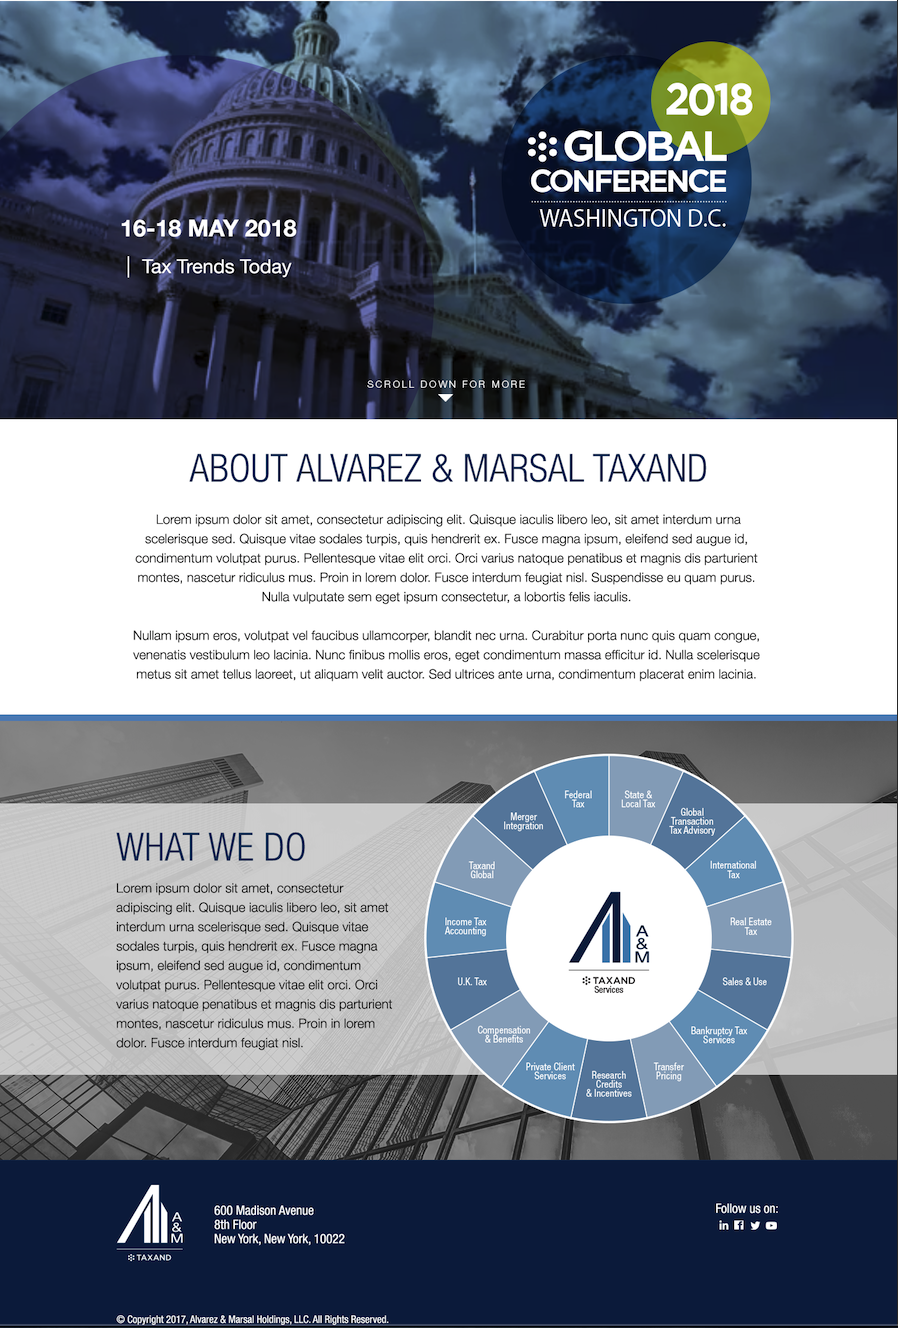 2018
GLOBAL
CONFERENCE
WASHINGTON D.C.
16-18 MAY 2018
Tax Trends Today
SCROLL DOWN FOR MORE
ABOUT ALVAREZ & MARSAL TAXAND
Lorem ipsum dolor sit amet, consectetur adipiscing elit. Quisque iaculis libero leo, sit amet interdum urna
scelerisque sed. Quisque vitae sodales turpis, quis hendrerit ex. Fusce magna ipsum, eleifend sed augue id,
condimentum volutpat purus. Pellentesque vitae elit orci. Orci varius natoque penatibus et magnis dis parturient
montes, nascetur ridiculus mus. Proin in lorem dolor. Fusce interdum feugiat nisl. Suspendisse eu quam purus.
Nulla vulputate sem eget ipsum consectetur, a lobortis felis iaculis.
Nullam ipsum eros, volutpat vel faucibus ullamcorper, blandit nec urna. Curabitur porta nunc quis quam congue,
venenatis vestibulum leo lacinia. Nunc finibus mollis eros, eget condimentum massa efficitur id. Nulla scelerisque
metus sit amet tellus laoreet, ut aliquam velit auctor. Sed ultrices ante urna, condimentum placerat enim lacinia.
WHAT WE DO
Lorem ipsum dolor sit amet, consectetur
adipiscing elit. Quisque iaculis libero leo, sit amet
interdum urna scelerisque sed. Quisque vitae
sodales turpis, quis hendrerit ex. Fusce magna
ipsum, eleifend sed augue id, condimentum
volutpat purus. Pellentesque vitae elit orci. Orci
varius natoque penatibus et magnis dis parturient
montes, nascetur ridiculus mus. Proin in lorem
dolor. Fusce interdum feugiat nisl.
Federal
Tax
State &
Local Tax
Global
Transaction
Tax Advisory
International
Tax
Real Estate
Tax
Sales & Use
Bankruptcy Tax
Services
Transfer
Pricing
Research
Credits
& Incentives
Private Client
Services
Compensation
& Benefits
U.K. Tax
Income Tax
Accounting
Taxand
Global
Merger
Integration
A
&
M
TAXAND
Services
A
&
M
TAXAND
600 Madison Avenue
8th Floor
New York, New York, 10022
Follow us on:
© Copyright 2017, Alvarez & Marsal Holdings, LLC. All Rights Reserved.